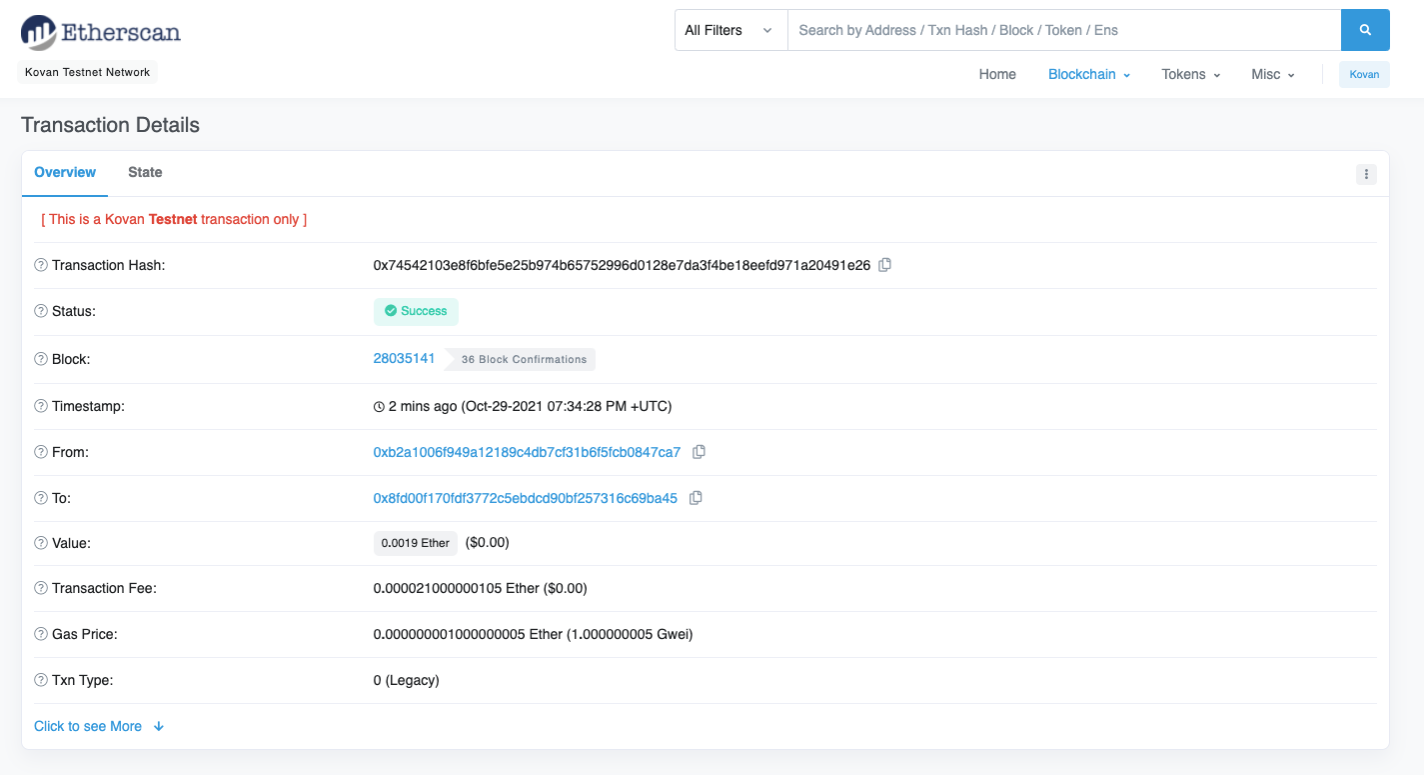 Etherscan
All Filters
Search by Address / Txn Hash / Block / Token / Ens
Kovan Testnet Network
Home Blockchain Tokens Misc Kovan
Transaction Details
Overview State
[ This is a Kovan Testnet transaction only ]
Transaction Hash: 0x74542103e8f6bfe5e25b974b65752996d0128e7da3f4be18eefd971a20491e26
Status: Success
Block: 28035141 36 Block Confirmations
Timestamp: 2 mins ago (Oct-29-2021 07:34:28 PM +UTC)
From: 0xb2a1006f949a12189c4db7cf31b6f5fcb0847ca7
To: 0x8fd00f170fdf3772c5ebdcd90bf257316c69ba45
Value: 0.0019 Ether ($0.00)
Transaction Fee: 0.000021000000105 Ether ($0.00)
Gas Price: 0.000000001000000005 Ether (1.000000005 Gwei)
Txn Type: 0 (Legacy)
Click to see More